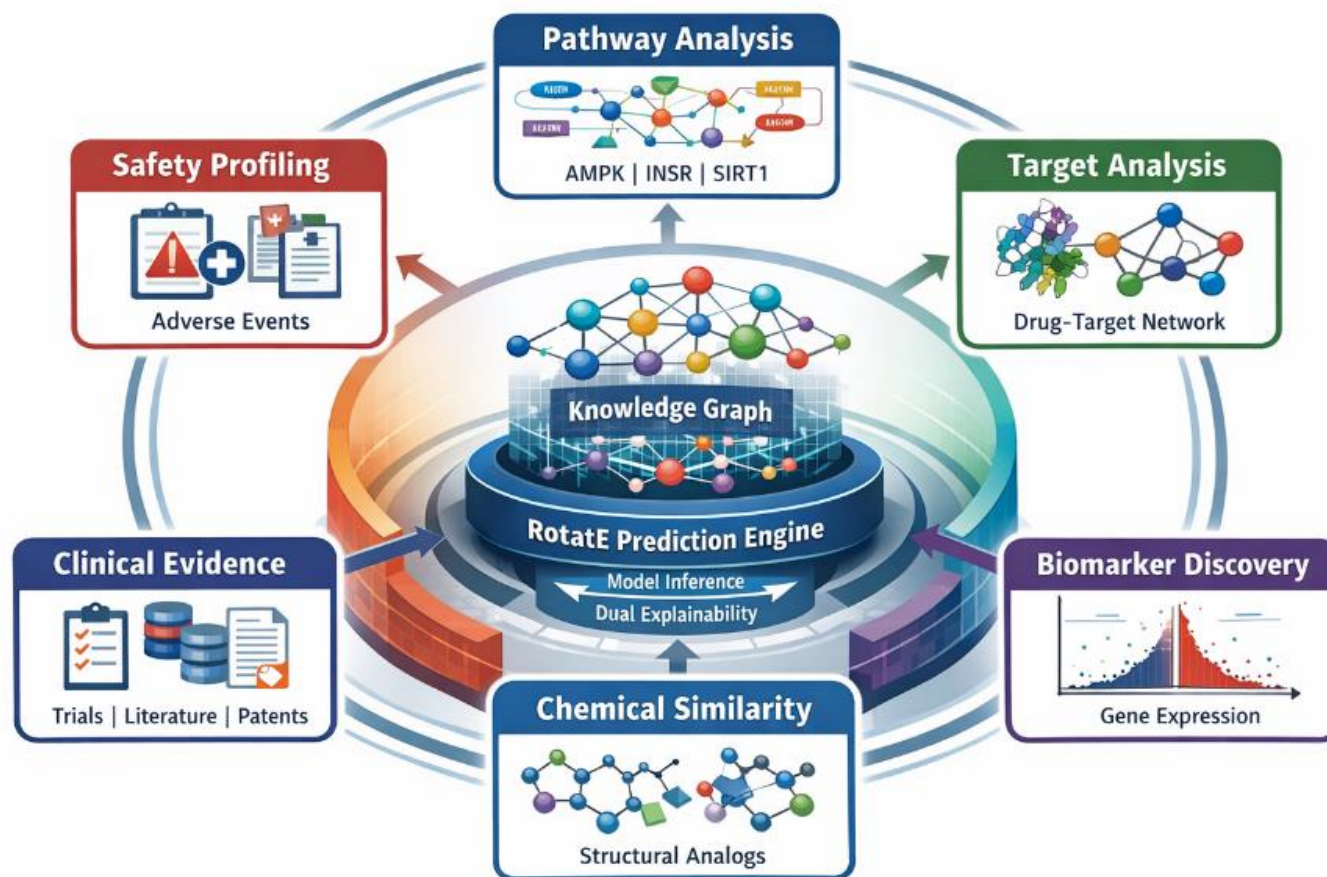 Pathway Analysis
AMPK | INSR | SIRT1
Safety Profiling
Adverse Events
Target Analysis
Drug-Target Network
Knowledge Graph
RotatE Prediction Engine
Model Inference
Dual Explainability
Clinical Evidence
Trials | Literature | Patents
Biomarker Discovery
Gene Expression
Chemical Similarity
Structural Analogs